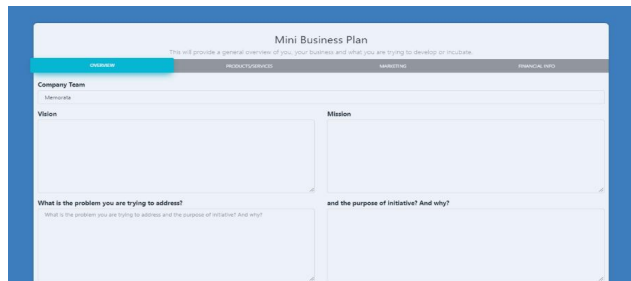 Mini Business Plan
This will provide a general overview of you, your business and what you are trying to develop or incubate.
OVERVIEW PRODUCTS/SERVICES MARKETING FINANCIAL INFO
Company Team
Memorata
Vision Mission
What is the problem you are trying to address? and the purpose of initiative? And why?
What is the problem you are trying to address and the purpose of initiative? And why?